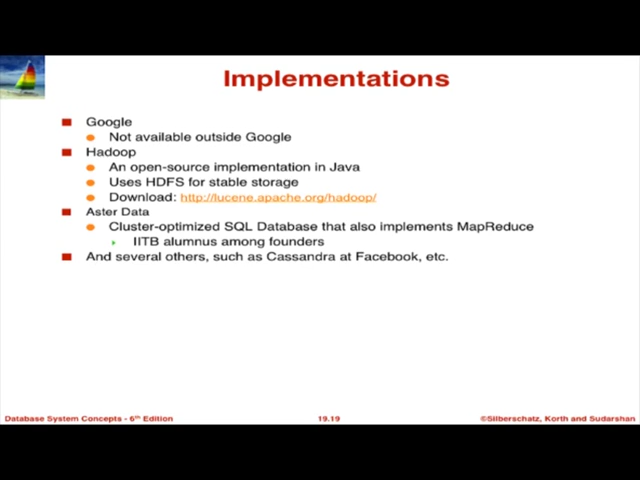 Implementations
Google
Not available outside Google
Hadoop
An open-source implementation in Java
Uses HDFS for stable storage
Download: http://lucene.apache.org/hadoop/
Aster Data
Cluster-optimized SQL Database that also implements MapReduce
IITB alumnus among founders
And several others, such as Cassandra at Facebook, etc.
Database System Concepts - 6th Edition
19.19
©Silberschatz, Korth and Sudarshan